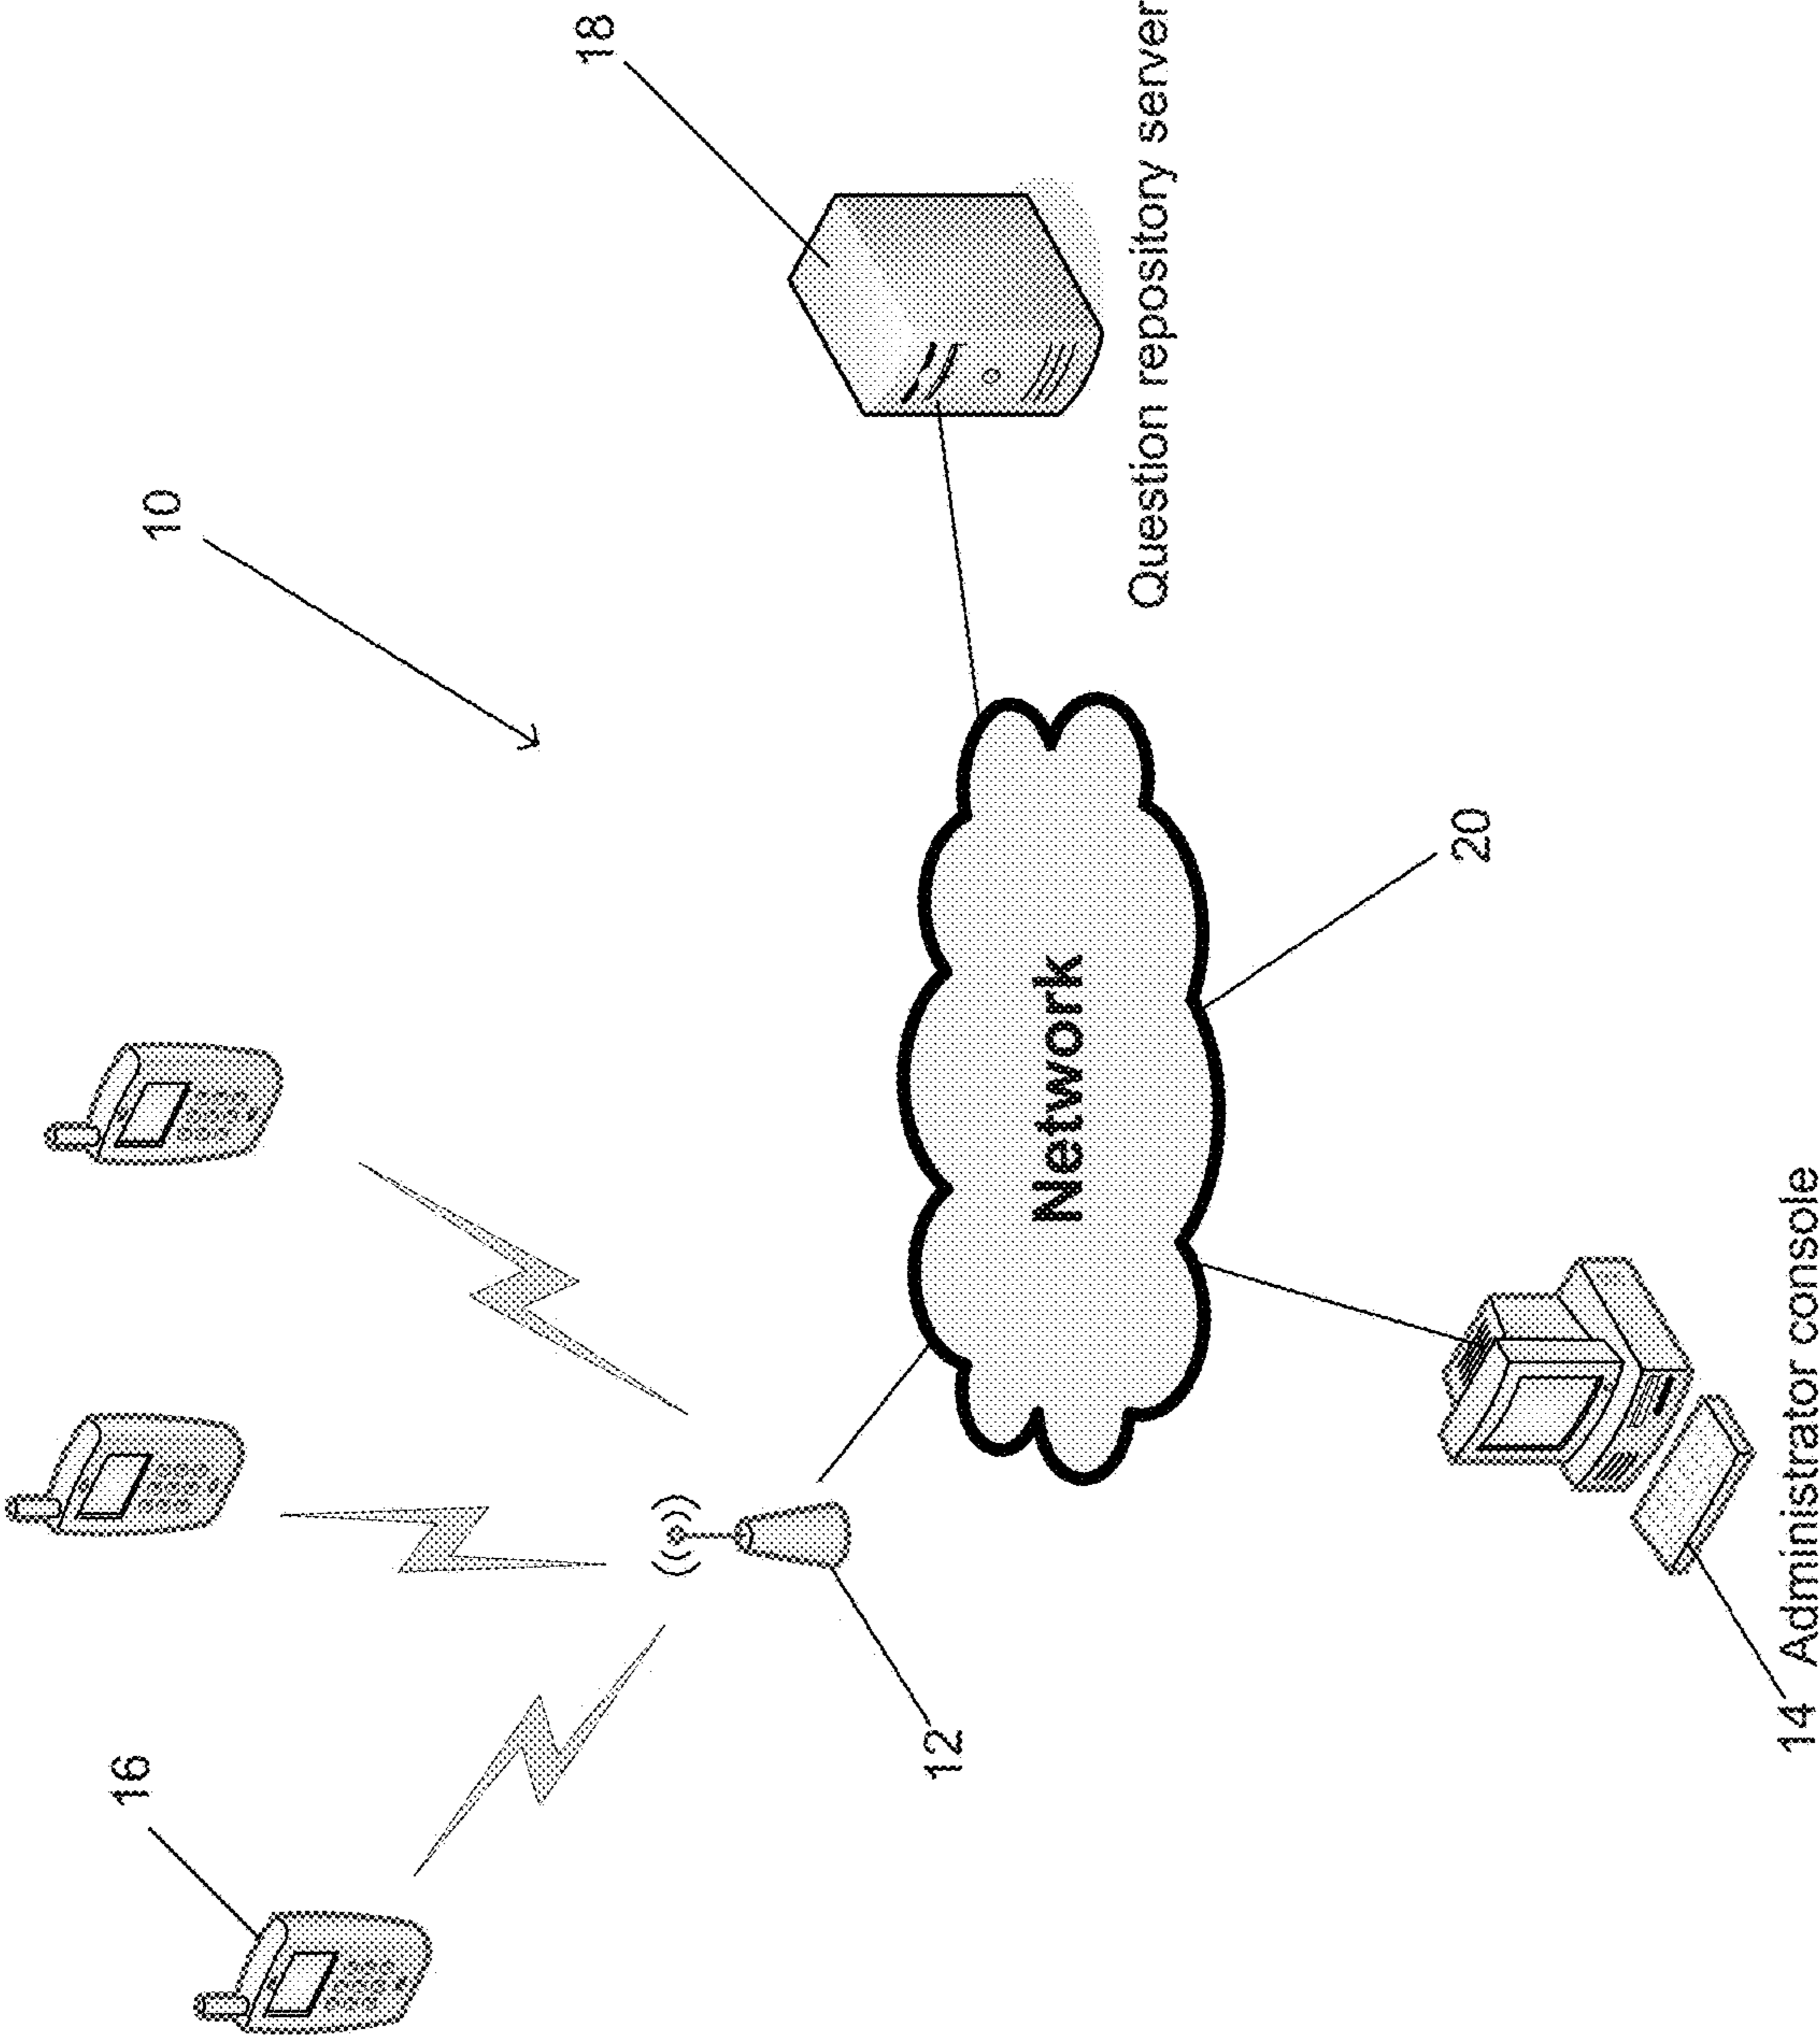 16
10
18
12
Network
Question repository server
20
14 Administrator console